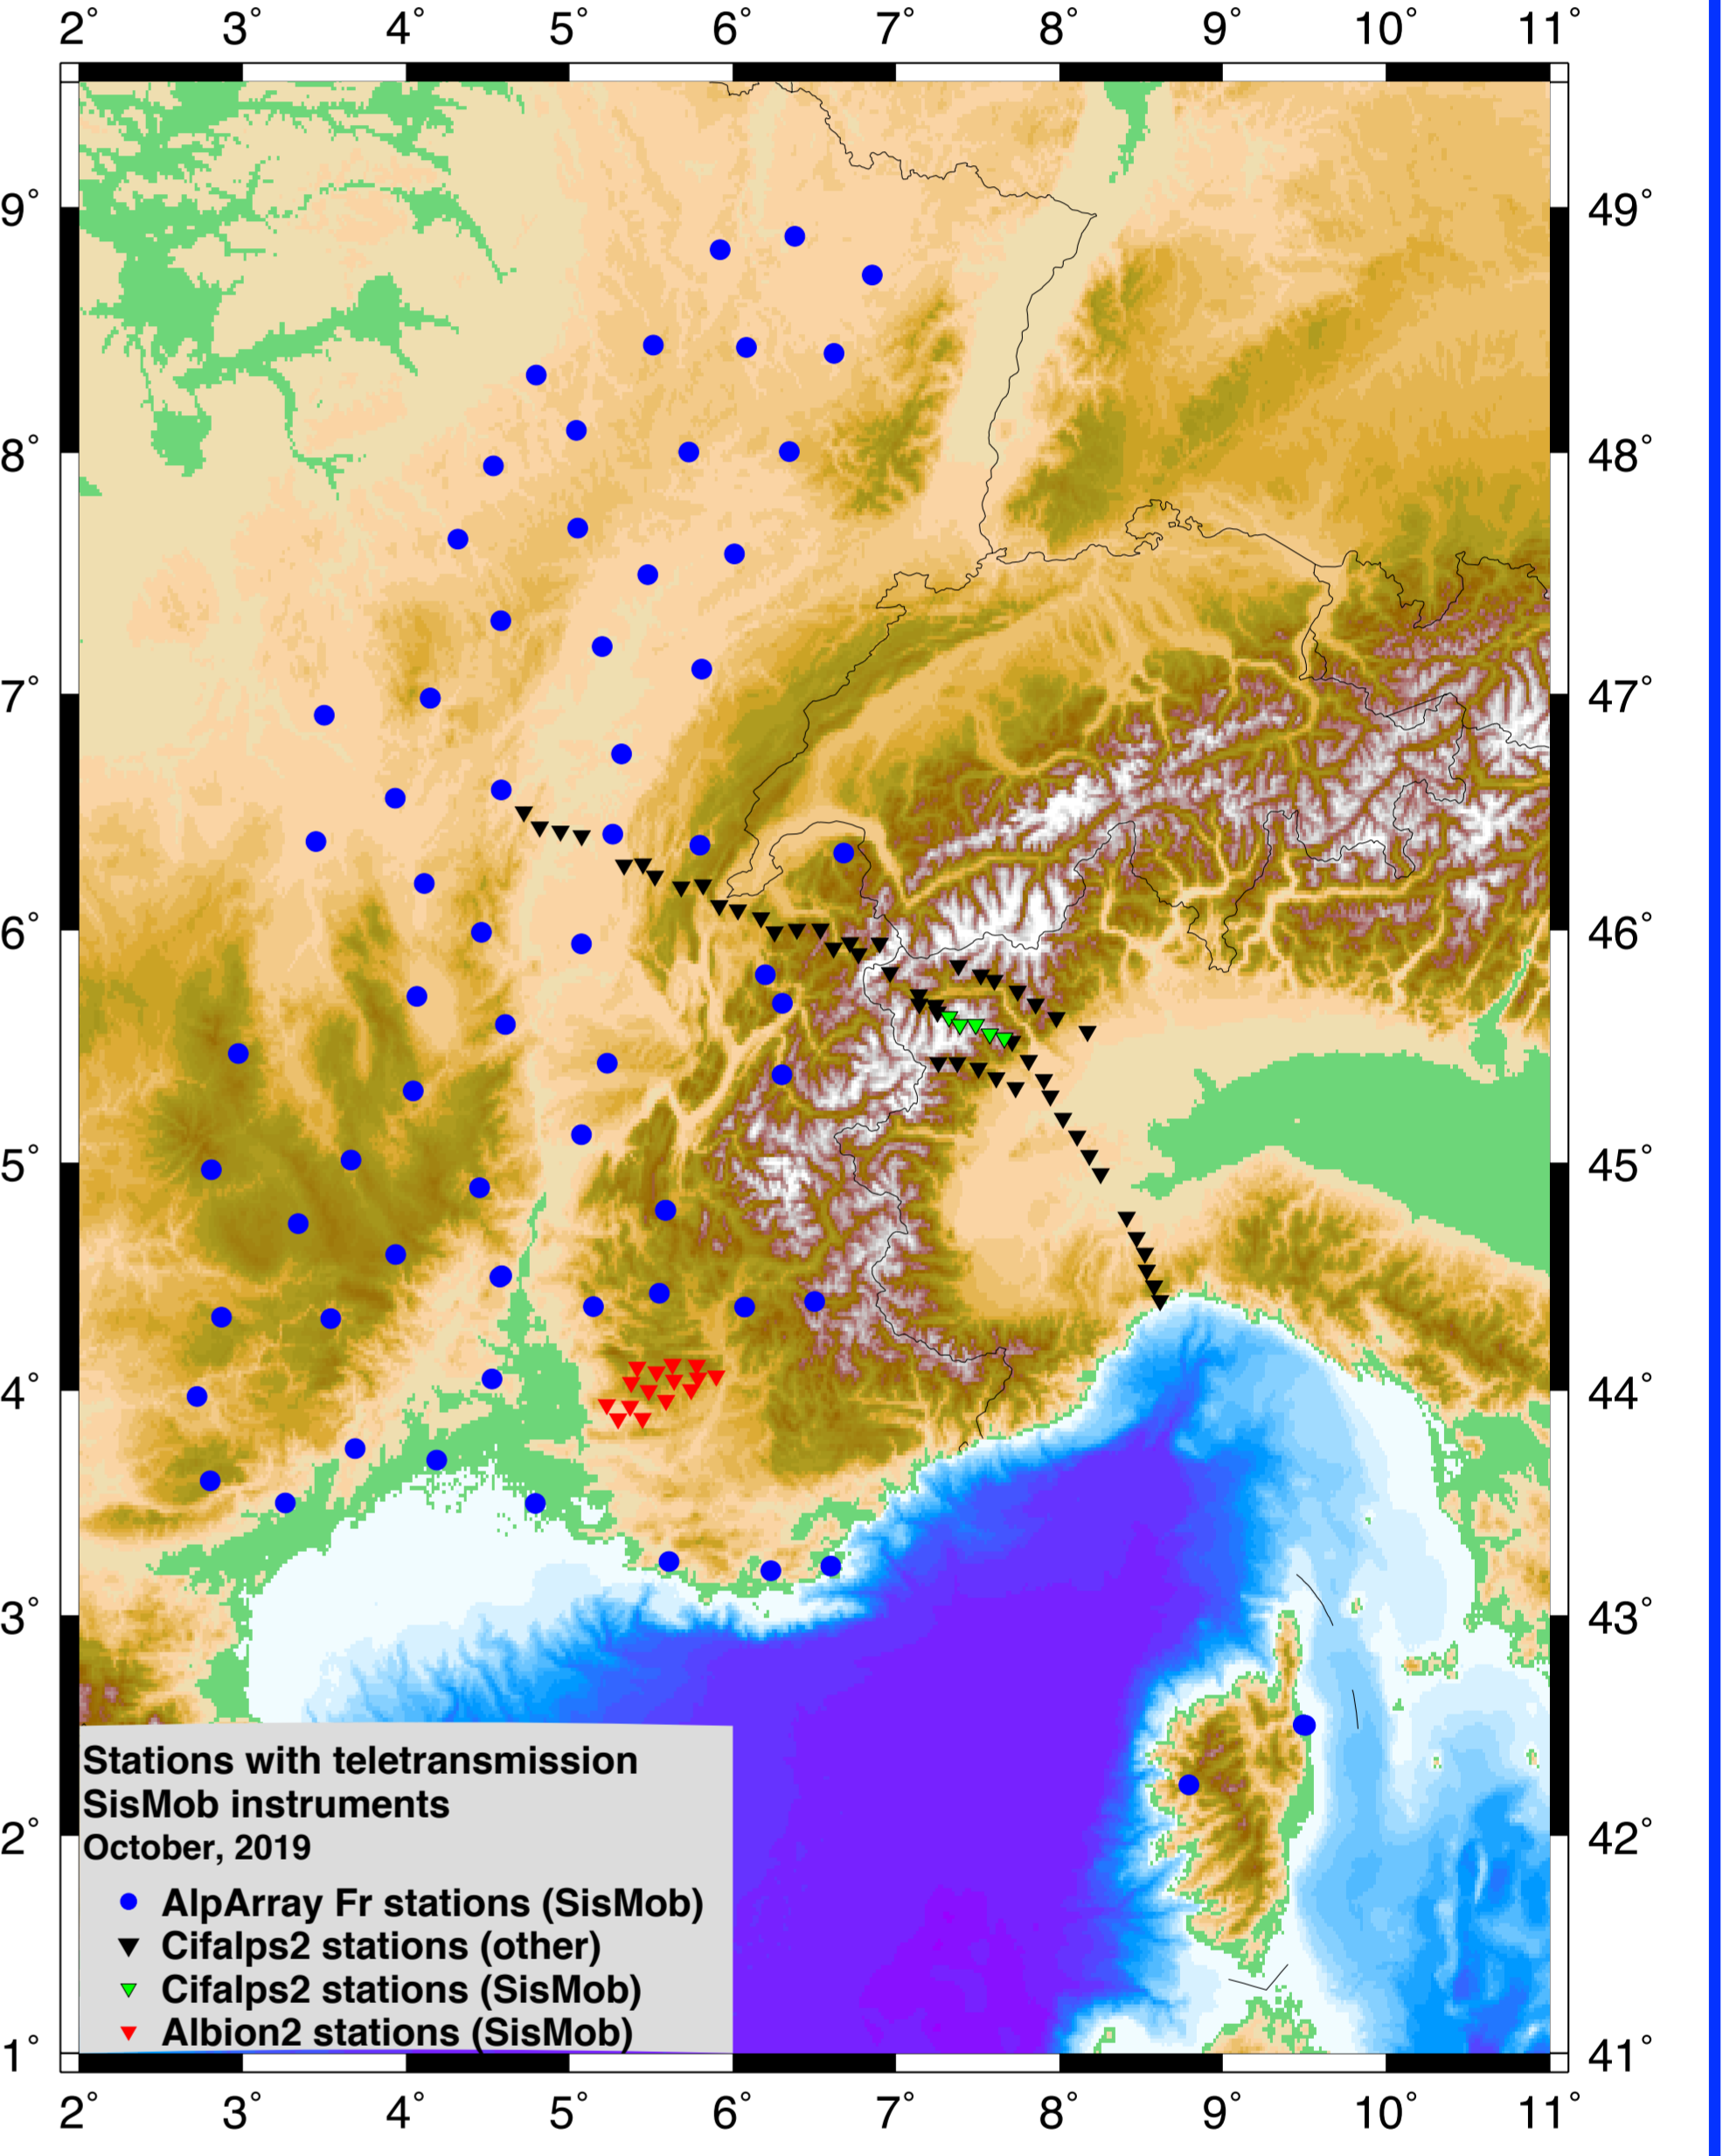 2° 3° 4° 5° 6° 7° 8° 9° 10° 11°
9° 49°
8° 48°
7° 47°
6° 46°
5° 45°
4° 44°
3° 43°
Stations with teletransmission
SisMob instruments
October, 2019
2° 42°
AlpArray Fr stations (SisMob)
Cifalps2 stations (other)
Cifalps2 stations (SisMob)
Albion2 stations (SisMob)
1° 41°
2° 3° 4° 5° 6° 7° 8° 9° 10° 11°